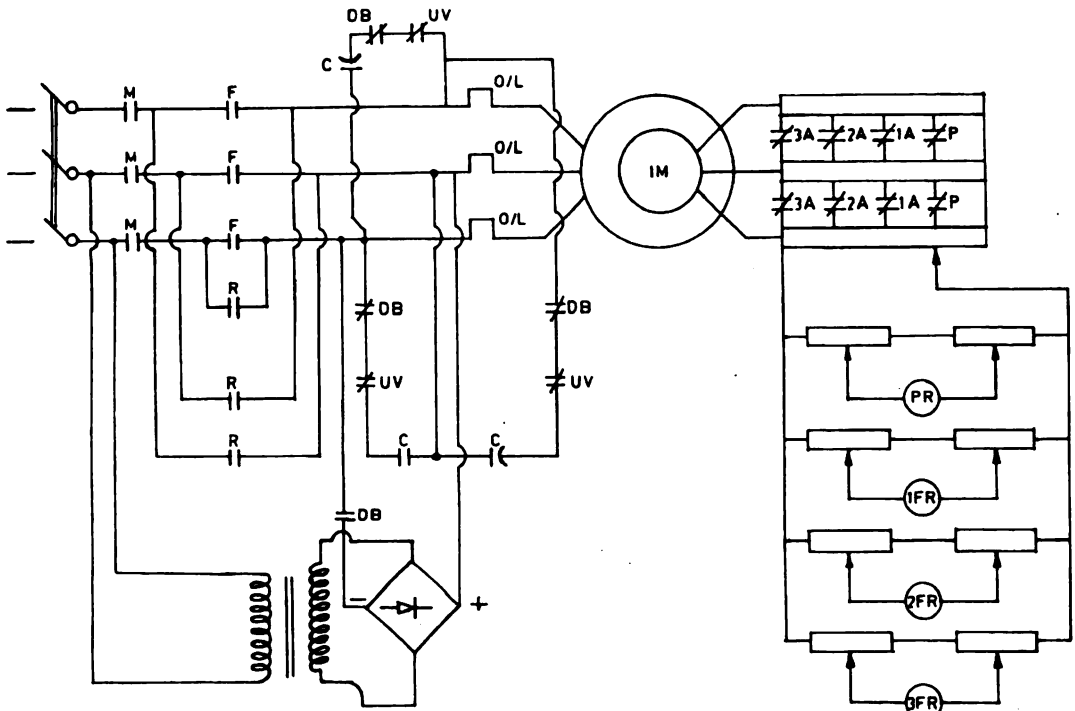 DB UV
C
O/L
M F
3A 2A 1A P
O/L
M F
IM
3A 2A 1A P
O/L
M F
R
DB DB
UV UV
R
PR
C C
R
1FR
DB
2FR
− +
3FR